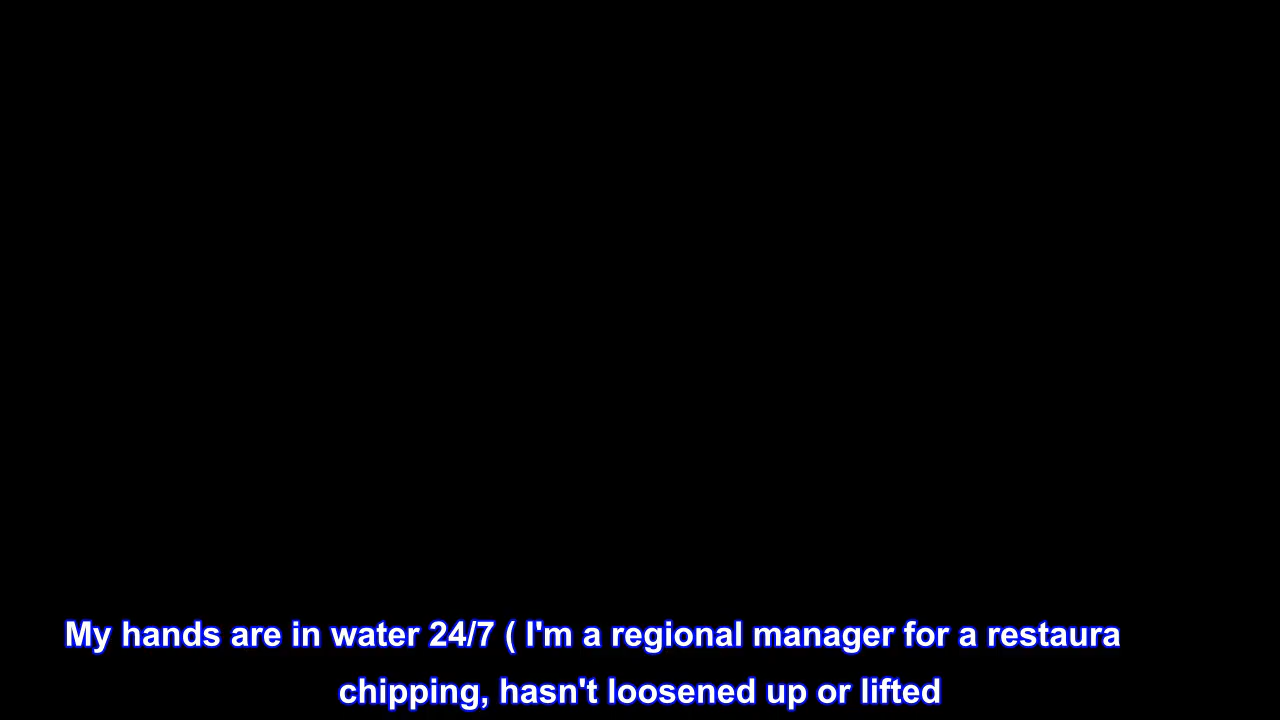 My hands are in water 24/7 ( I'm a regional manager for a restaura
chipping, hasn't loosened up or lifted